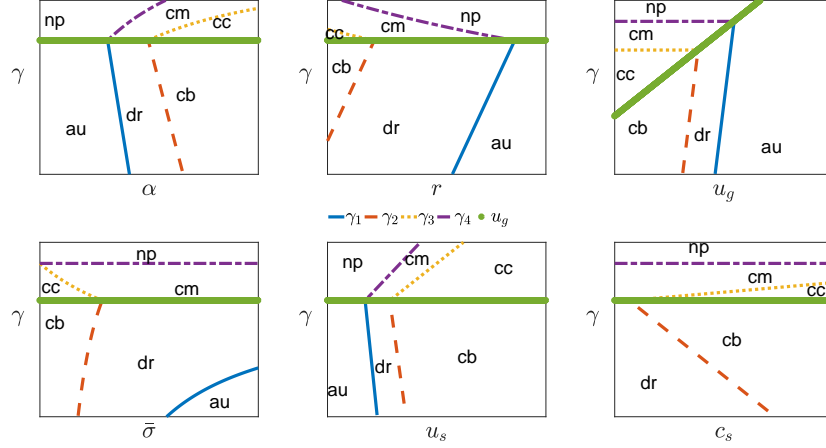 np
cm
cc
γ
au
dr
cb
α
cc
cm
np
cb
γ
dr
au
r
np
cm
γ
cc
cb
dr
au
u_g
γ₁ γ₂ γ₃ γ₄ u_g
np
cc
cm
γ
cb
dr
au
σ̄
np
cm
cc
γ
dr
cb
au
u_s
np
cm
cc
γ
cb
dr
c_s